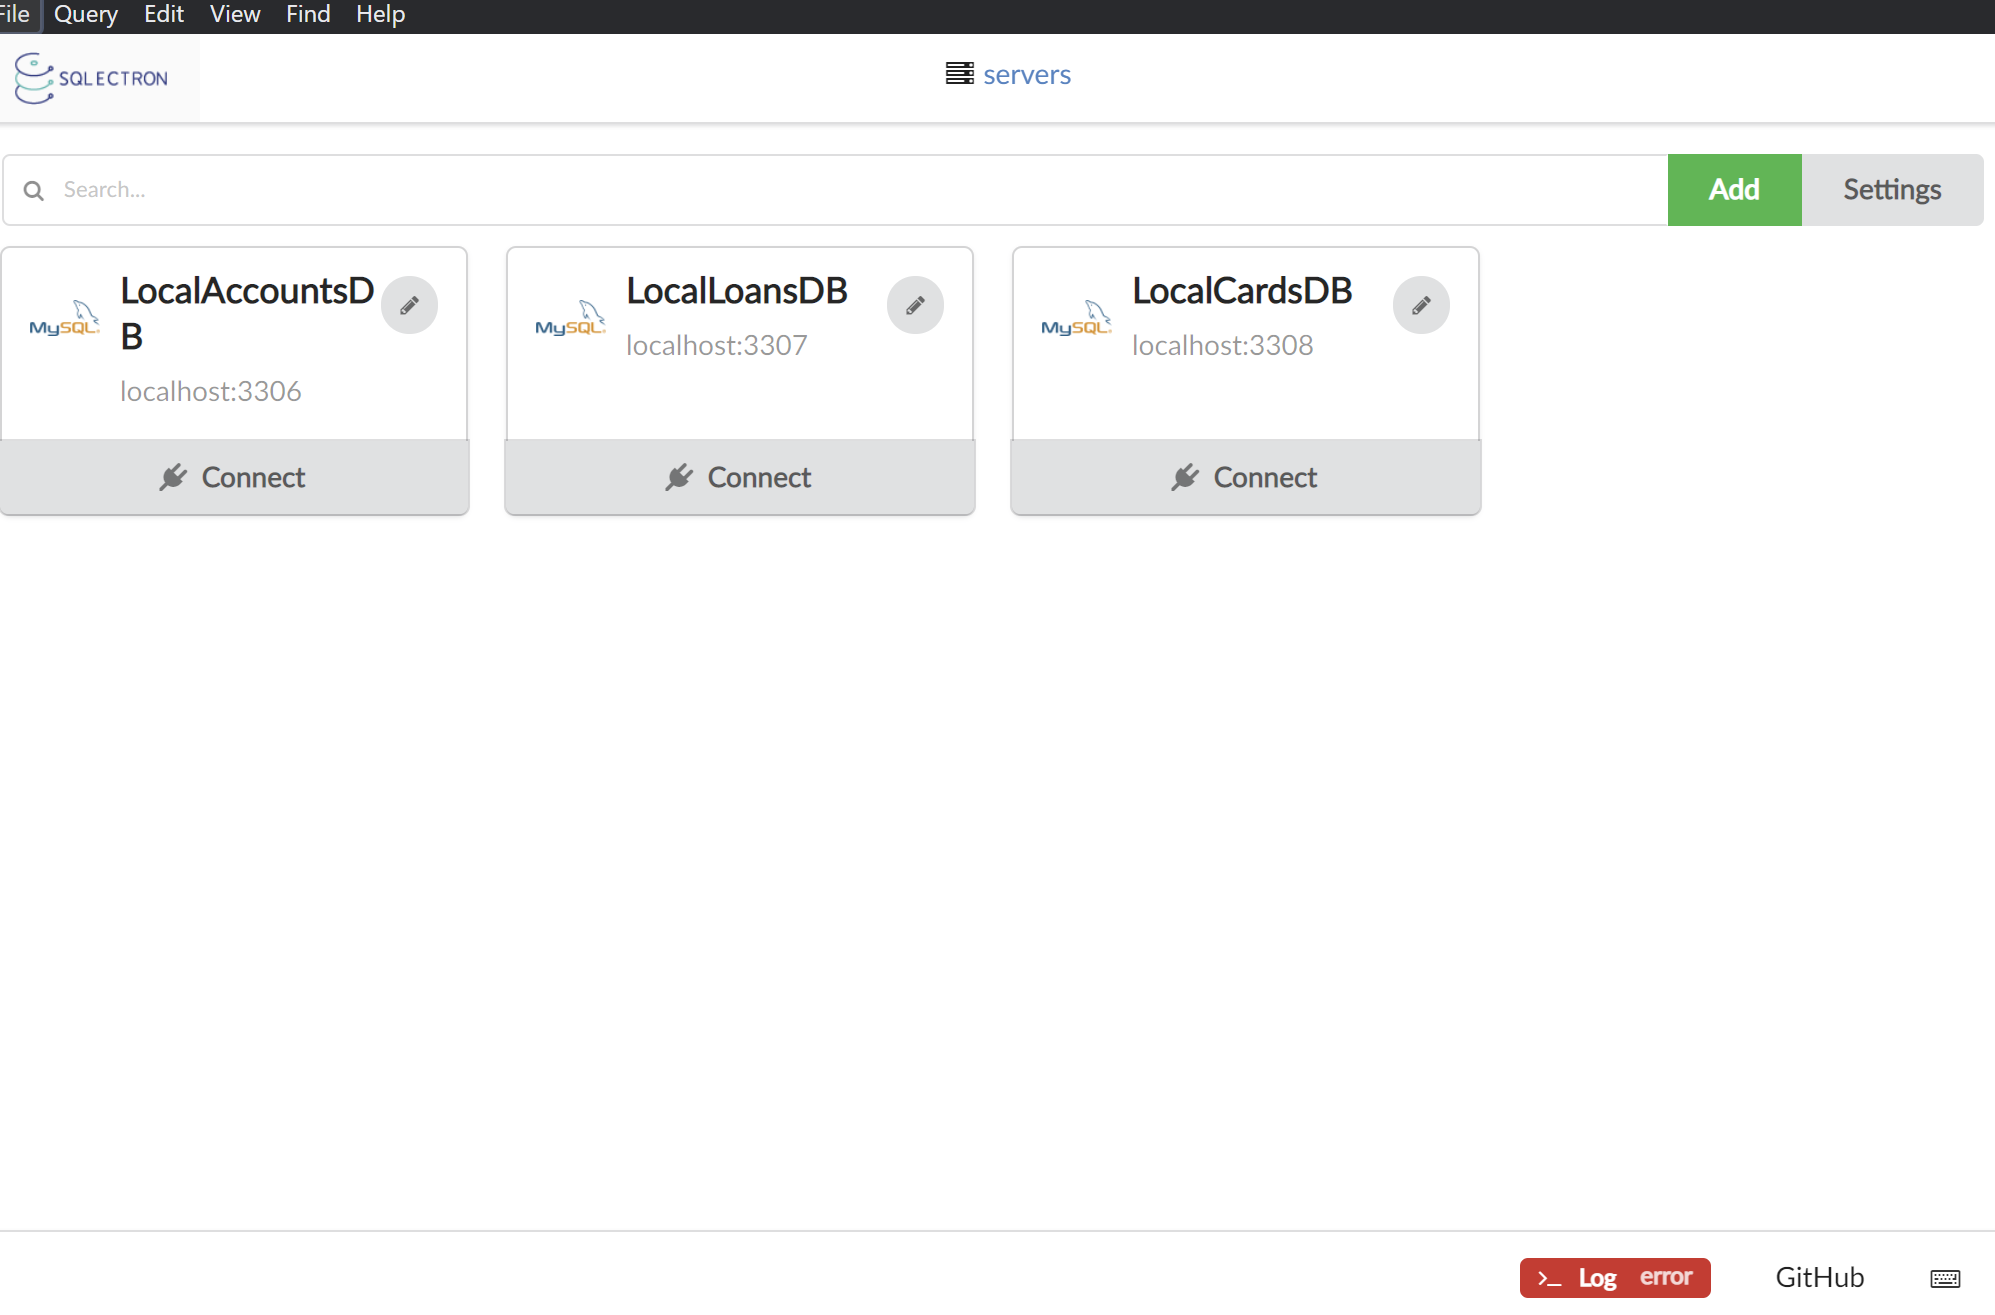 File Query Edit View Find Help
SQLECTRON
servers
Search...
Add
Settings
MySQL
LocalAccountsD
B
localhost:3306
Connect
MySQL
LocalLoansDB
localhost:3307
Connect
MySQL
LocalCardsDB
localhost:3308
Connect
>_ Log error
GitHub